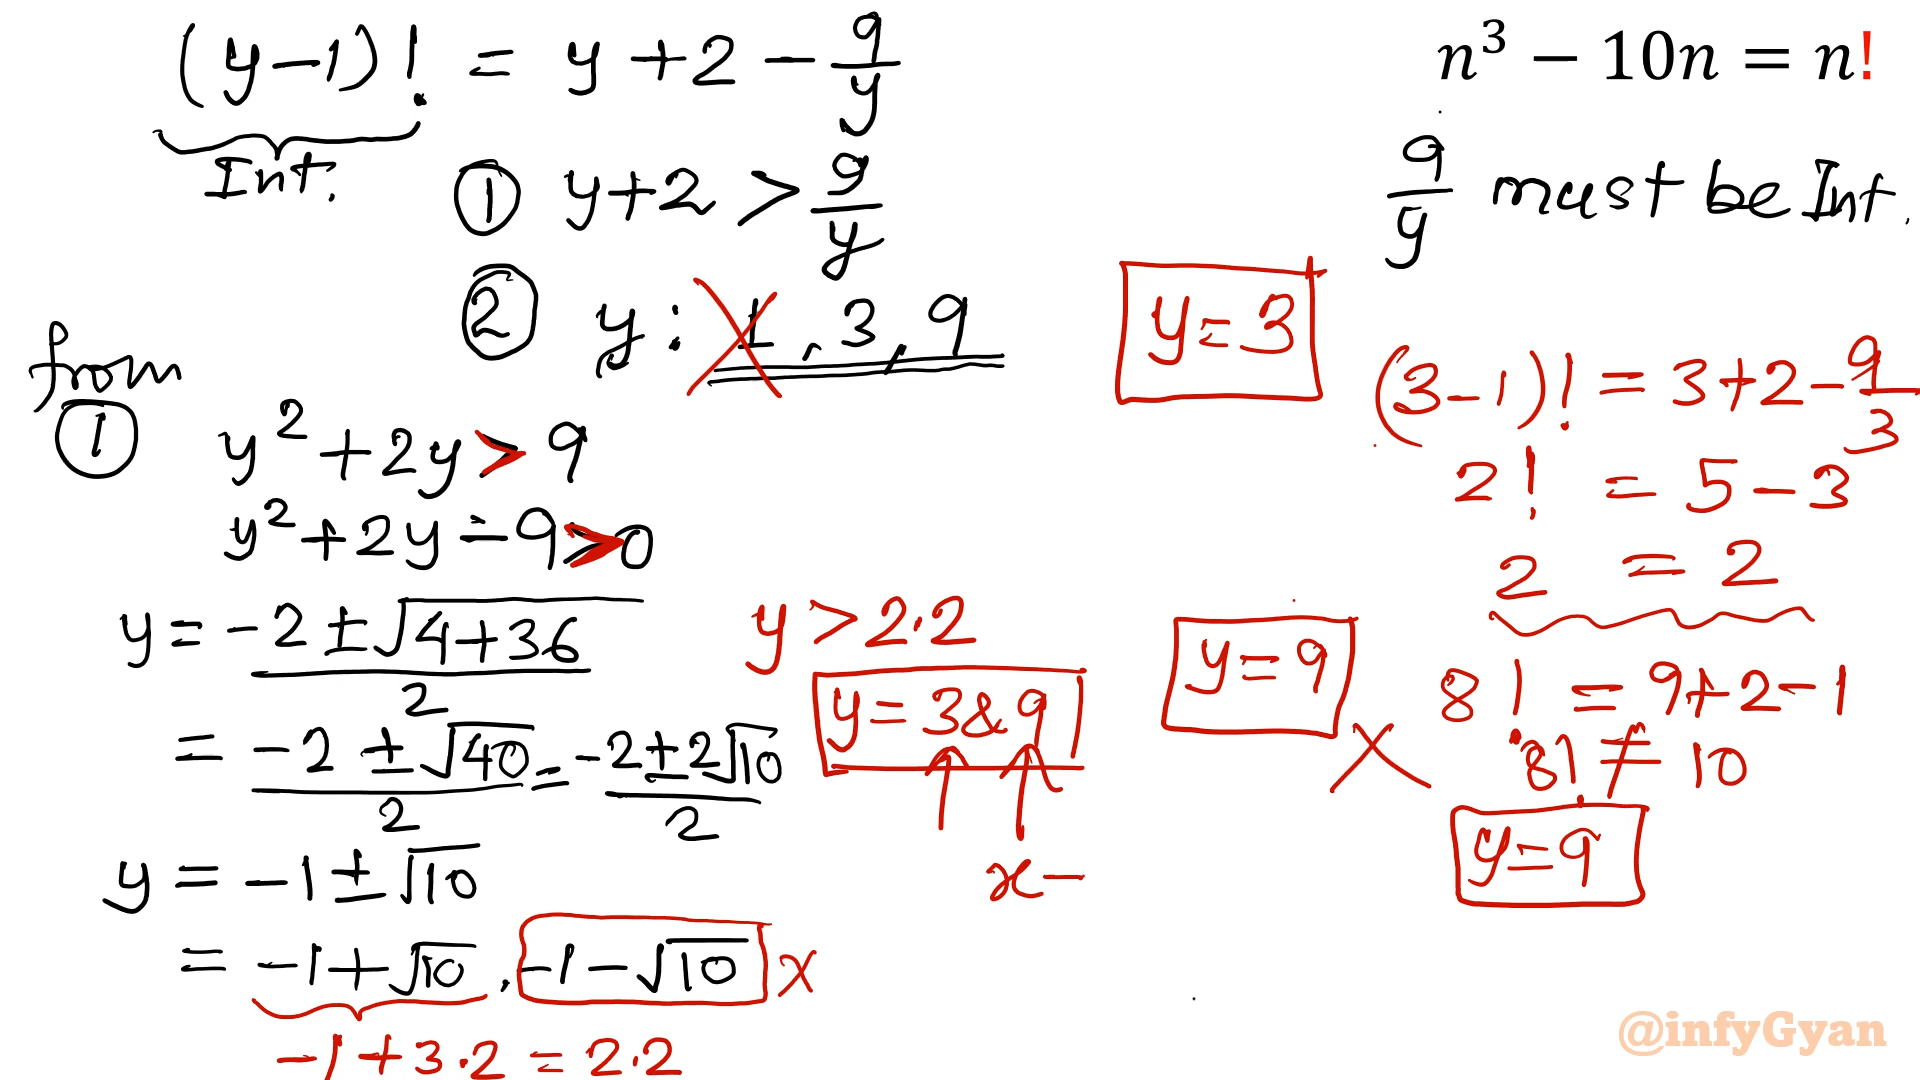 (y-1)! = y+2-9/y
Int.
① y+2 > 9/y
② y: 1, 3, 9
from ①
y²+2y > 9
y²+2y-9 > 0
y = (-2±√(4+36))/2
= (-2±√40)/2 = (-2±2√10)/2
y = -1±√10
= -1+√10, -1-√10 x
-1+3.2 = 2.2
y > 2.2
y = 3 & 9
x-
n³ − 10n = n!
9/y must be Int.
y = 3
(3-1)! = 3+2-9/3
2! = 5-3
2 = 2
y = 9
8! = 9+2-1
8! ≠ 10
y = 9
@infyGyan